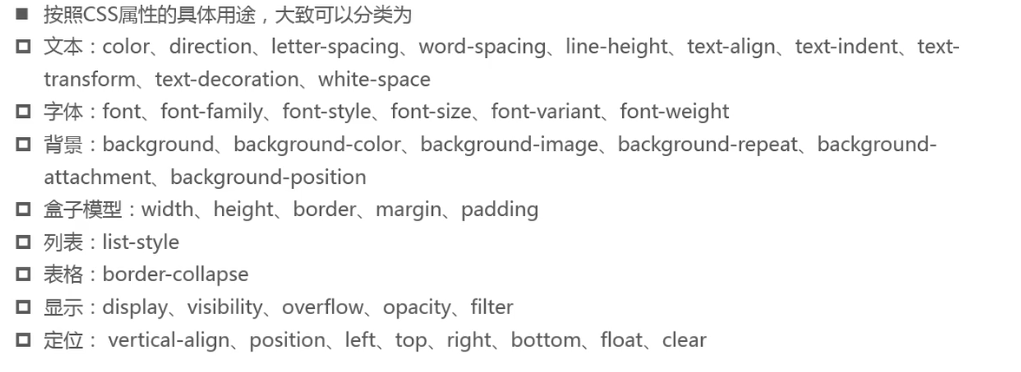 ■ 按照CSS属性的具体用途，大致可以分类为
文本：color、direction、letter-spacing、word-spacing、line-height、text-align、text-indent、text-
transform、text-decoration、white-space
字体：font、font-family、font-style、font-size、font-variant、font-weight
背景：background、background-color、background-image、background-repeat、background-
attachment、background-position
盒子模型：width、height、border、margin、padding
列表：list-style
表格：border-collapse
显示：display、visibility、overflow、opacity、filter
定位： vertical-align、position、left、top、right、bottom、float、clear